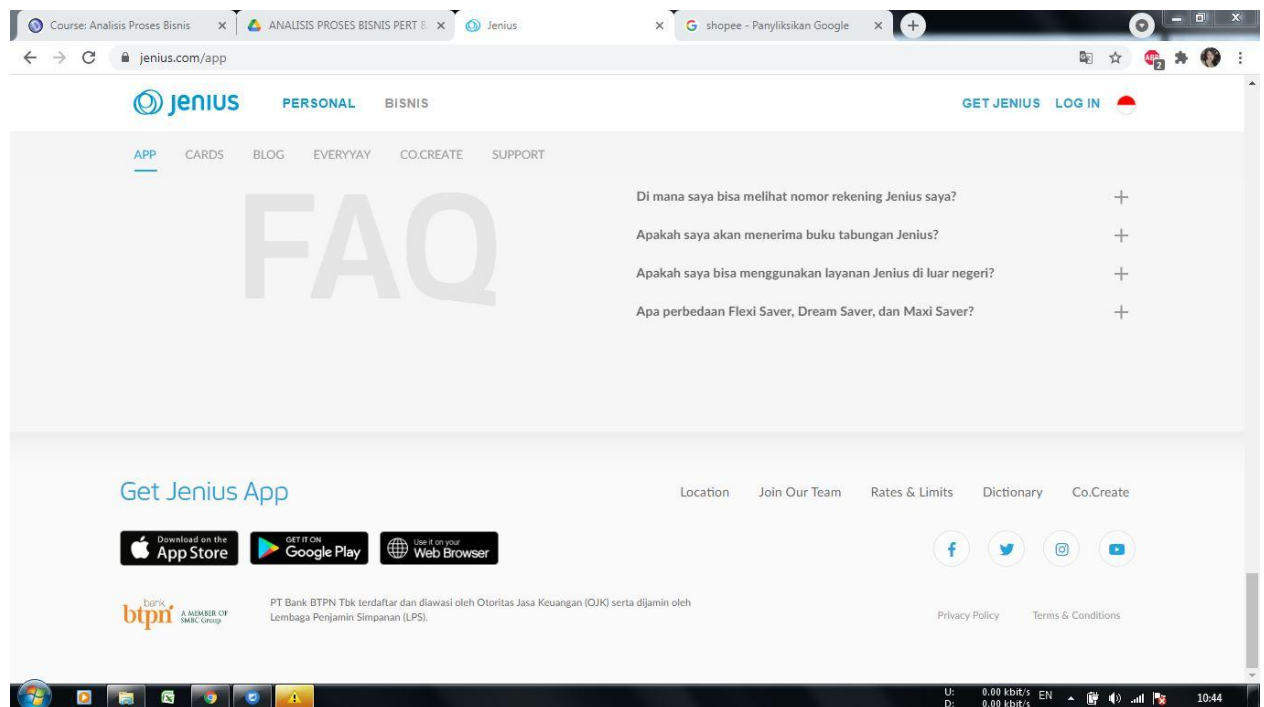 Course: Analisis Proses Bisnis
ANALISIS PROSES BISNIS PERT 8.
Jenius
shopee - Panyliksikan Google
jenius.com/app
2
jenius
PERSONAL
BISNIS
GET JENIUS
LOG IN
APP
CARDS
BLOG
EVERYYAY
CO.CREATE
SUPPORT
FAQ
Di mana saya bisa melihat nomor rekening Jenius saya?
Apakah saya akan menerima buku tabungan Jenius?
Apakah saya bisa menggunakan layanan Jenius di luar negeri?
Apa perbedaan Flexi Saver, Dream Saver, dan Maxi Saver?
Get Jenius App
Location
Join Our Team
Rates & Limits
Dictionary
Co.Create
Download on the
App Store
GET IT ON
Google Play
Use it on your
Web Browser
bank
btpn
A MEMBER OF
SMBC Group
PT Bank BTPN Tbk terdaftar dan diawasi oleh Otoritas Jasa Keuangan (OJK) serta dijamin oleh
Lembaga Penjamin Simpanan (LPS).
Privacy Policy
Terms & Conditions
U: 0.00 kbit/s
D: 0.00 kbit/s
EN
10:44